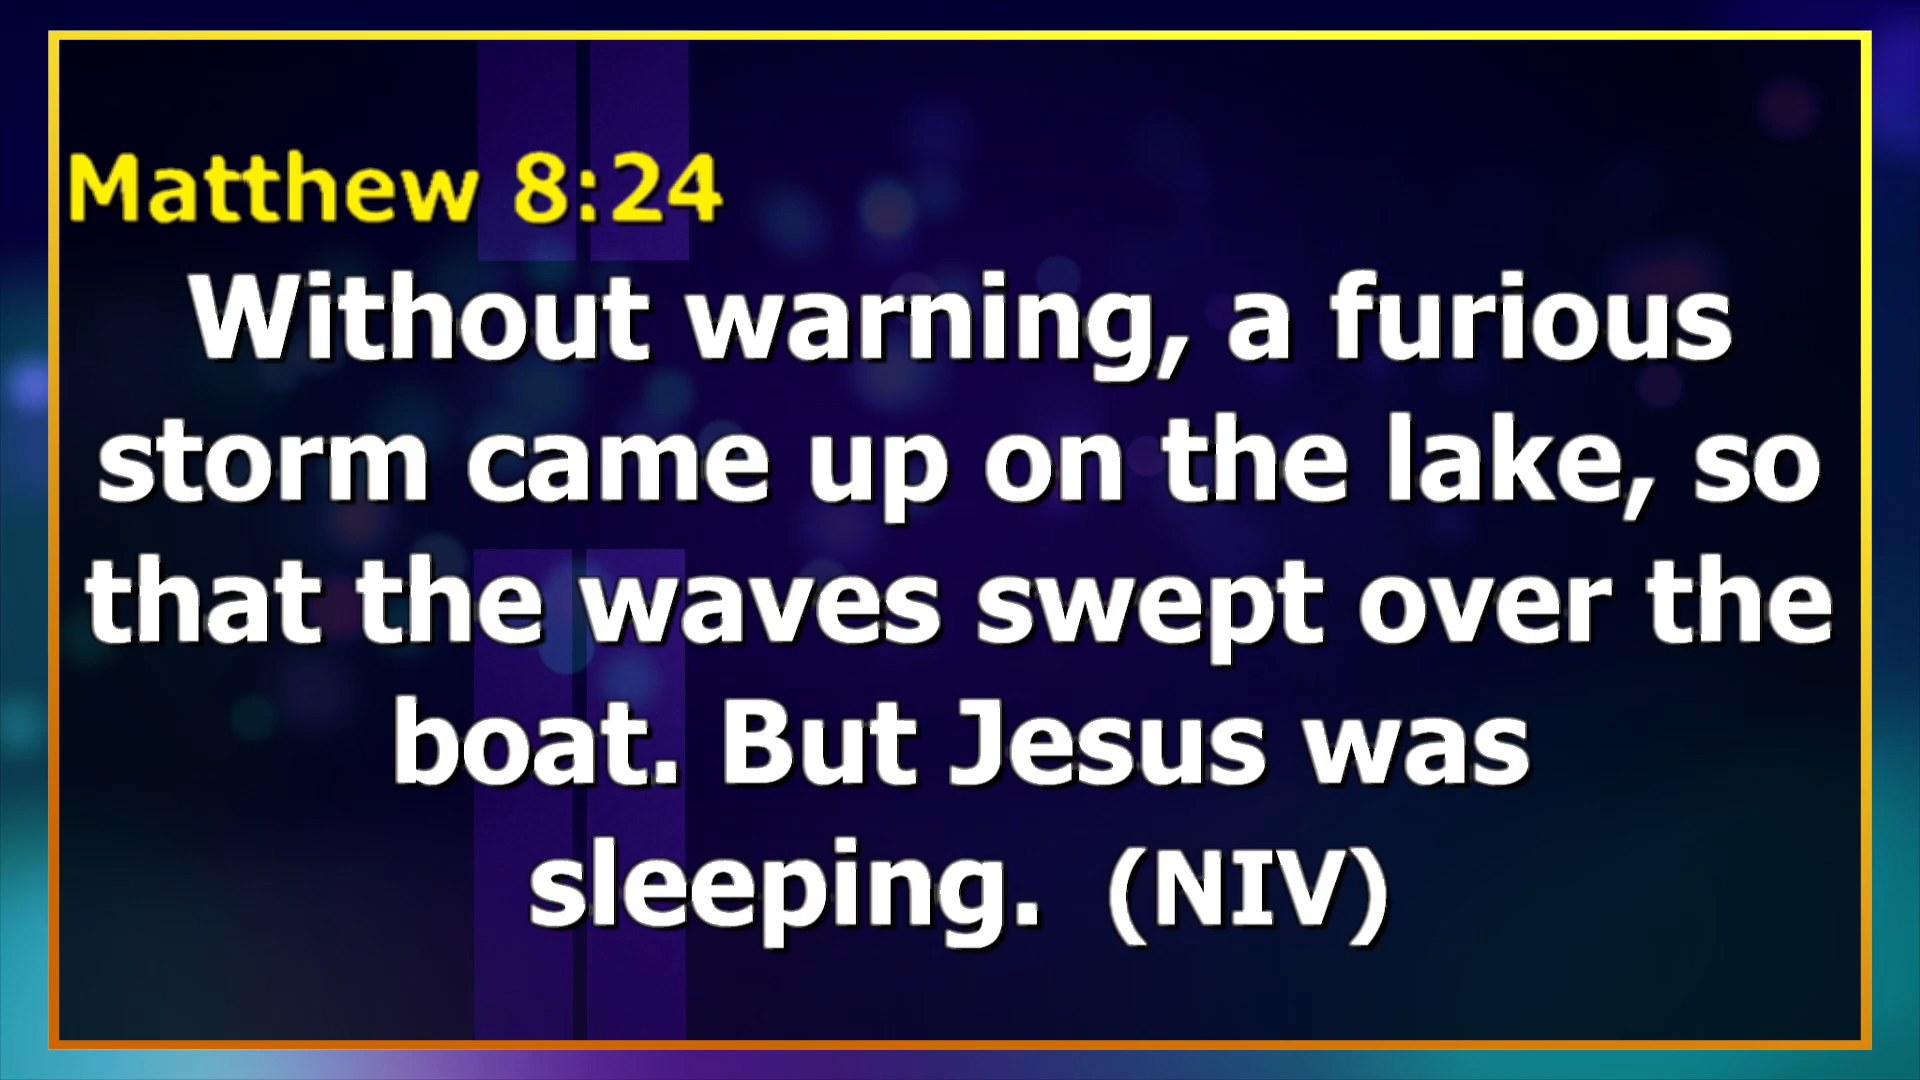 Matthew 8:24
Without warning, a furious
storm came up on the lake, so
that the waves swept over the
boat. But Jesus was
sleeping. (NIV)